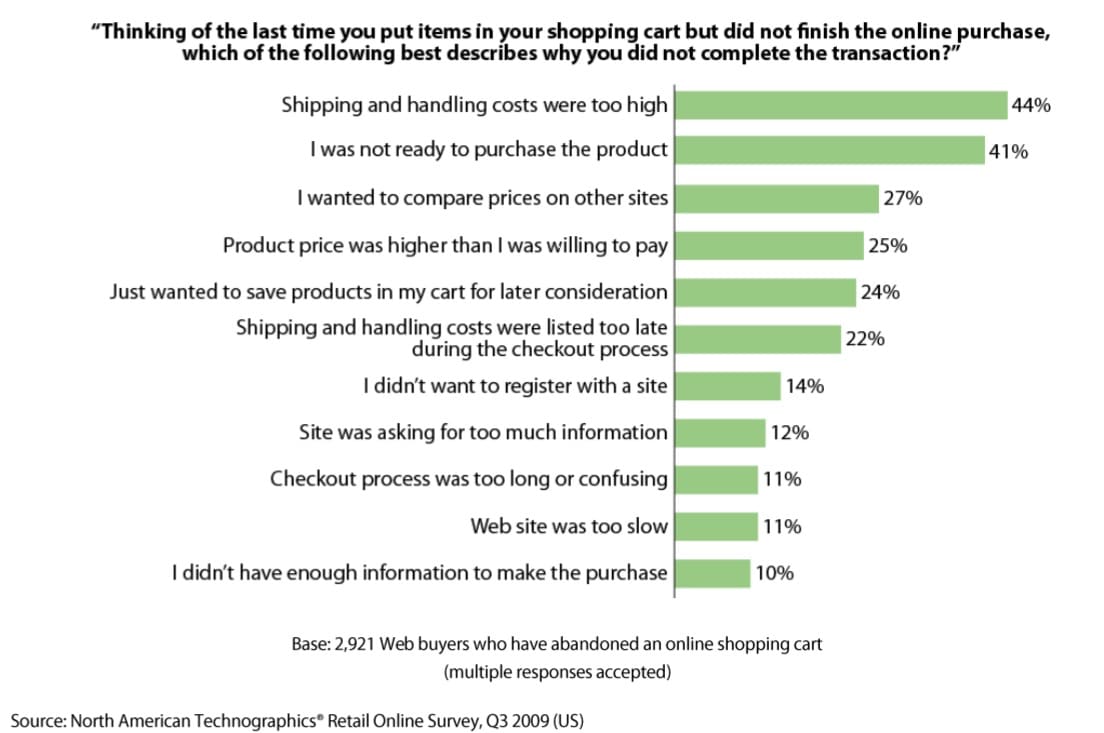 “Thinking of the last time you put items in your shopping cart but did not finish the online purchase,
which of the following best describes why you did not complete the transaction?”
Shipping and handling costs were too high 44%
I was not ready to purchase the product 41%
I wanted to compare prices on other sites 27%
Product price was higher than I was willing to pay 25%
Just wanted to save products in my cart for later consideration 24%
Shipping and handling costs were listed too late
during the checkout process 22%
I didn’t want to register with a site 14%
Site was asking for too much information 12%
Checkout process was too long or confusing 11%
Web site was too slow 11%
I didn’t have enough information to make the purchase 10%
Base: 2,921 Web buyers who have abandoned an online shopping cart
(multiple responses accepted)
Source: North American Technographics® Retail Online Survey, Q3 2009 (US)